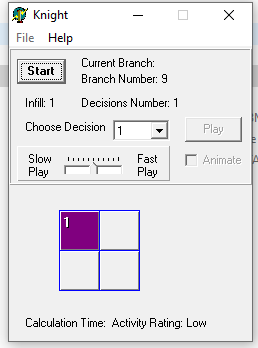 Knight
File Help
Start
Current Branch:
Branch Number: 9
Infill: 1 Decisions Number: 1
Choose Decision 1 Play
Slow Play
Fast Play
Animate
1
Calculation Time: Activity Rating: Low